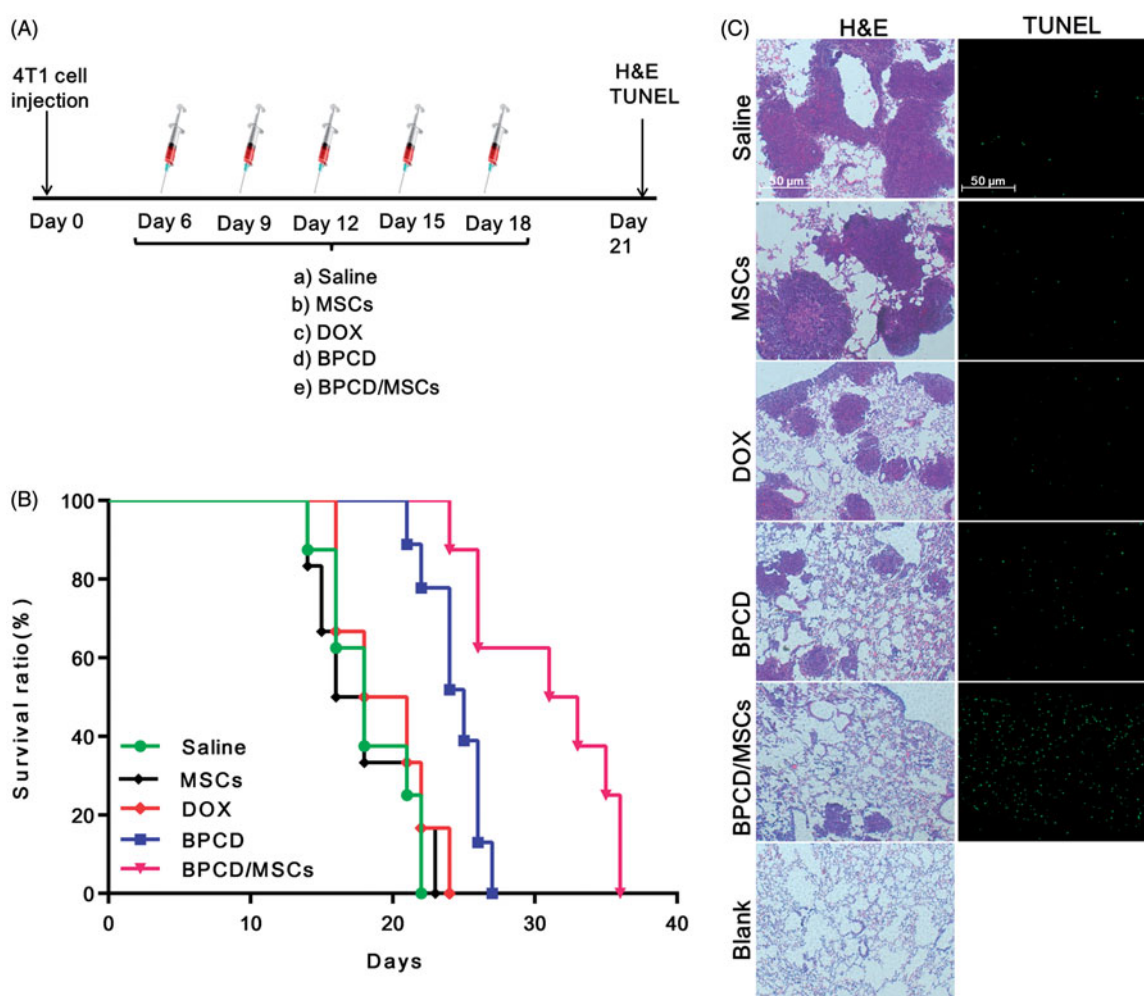 (A)
4T1 cell
injection
H&E
TUNEL
Day 0
Day 6
Day 9
Day 12
Day 15
Day 18
Day
21
a) Saline
b) MSCs
c) DOX
d) BPCD
e) BPCD/MSCs
(B)
Survival ratio(%)
100
80
60
40
20
0
Saline
MSCs
DOX
BPCD
BPCD/MSCs
0
10
20
30
40
Days
(C)
H&E
TUNEL
Saline
50 µm
50 µm
MSCs
DOX
BPCD
BPCD/MSCs
Blank